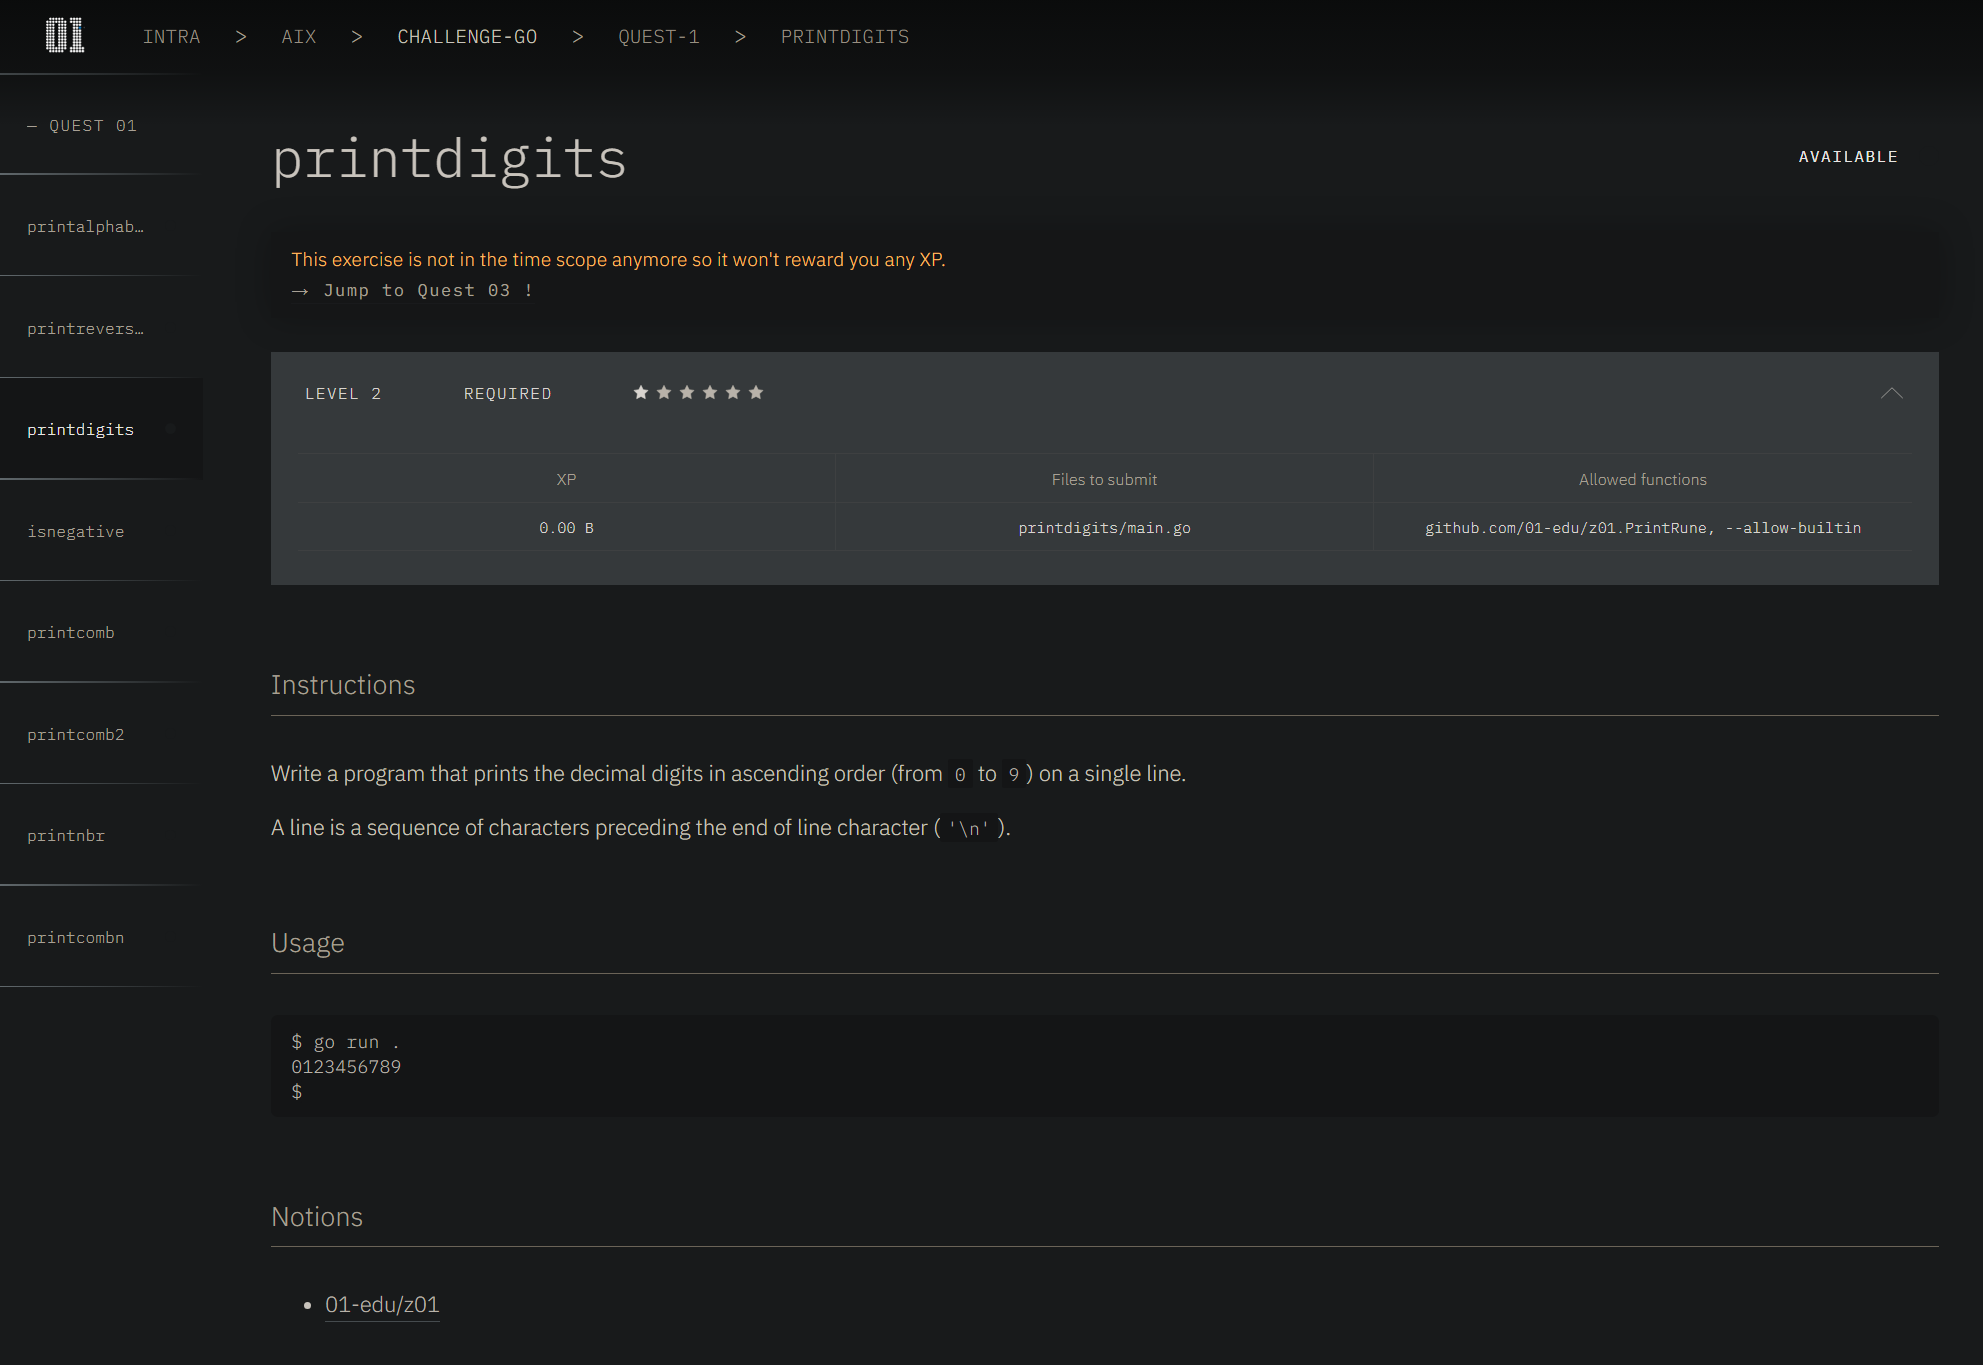 01 INTRA > AIX > CHALLENGE-GO > QUEST-1 > PRINTDIGITS
— QUEST 01
printalphab…
printrevers…
printdigits
isnegative
printcomb
printcomb2
printnbr
printcombn
printdigits
AVAILABLE
This exercise is not in the time scope anymore so it won't reward you any XP.
→ Jump to Quest 03 !
LEVEL 2 REQUIRED
XP Files to submit Allowed functions
0.00 B printdigits/main.go github.com/01-edu/z01.PrintRune, --allow-builtin
Instructions
Write a program that prints the decimal digits in ascending order (from 0 to 9) on a single line.
A line is a sequence of characters preceding the end of line character ('\n').
Usage
$ go run .
0123456789
$
Notions
• 01-edu/z01